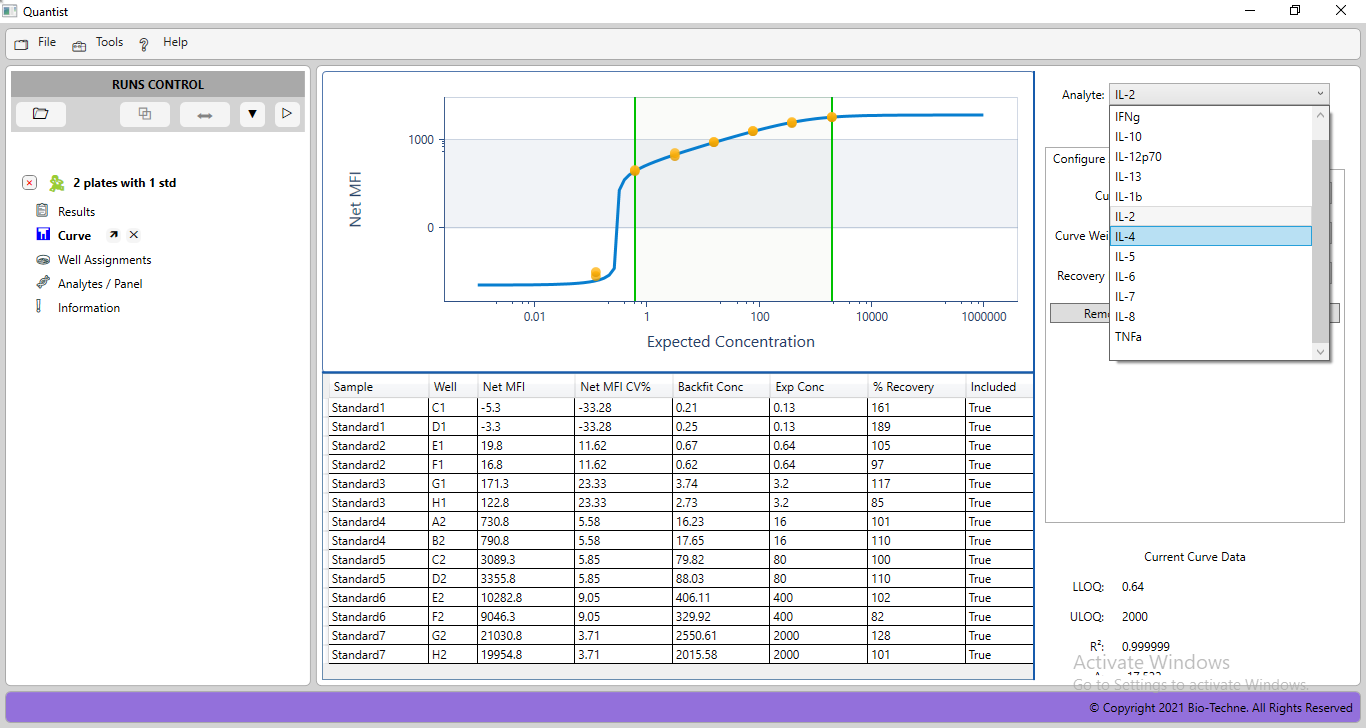 Quantist
File Tools ? Help
RUNS CONTROL
2 plates with 1 std
Results
Curve
Well Assignments
Analytes / Panel
Information
1000
0
Net MFI
0.01 1 100 10000 1000000
Expected Concentration
Sample Well Net MFI Net MFI CV% Backfit Conc Exp Conc % Recovery Included
Standard1 C1 -5.3 -33.28 0.21 0.13 161 True
Standard1 D1 -3.3 -33.28 0.25 0.13 189 True
Standard2 E1 19.8 11.62 0.67 0.64 105 True
Standard2 F1 16.8 11.62 0.62 0.64 97 True
Standard3 G1 171.3 23.33 3.74 3.2 117 True
Standard3 H1 122.8 23.33 2.73 3.2 85 True
Standard4 A2 730.8 5.58 16.23 16 101 True
Standard4 B2 790.8 5.58 17.65 16 110 True
Standard5 C2 3089.3 5.85 79.82 80 100 True
Standard5 D2 3355.8 5.85 88.03 80 110 True
Standard6 E2 10282.8 9.05 406.11 400 102 True
Standard6 F2 9046.3 9.05 329.92 400 82 True
Standard7 G2 21030.8 3.71 2550.61 2000 128 True
Standard7 H2 19954.8 3.71 2015.58 2000 101 True
Analyte: IL-2
IFNg
IL-10
IL-12p70
IL-13
IL-1b
IL-2
IL-4
IL-5
IL-6
IL-7
IL-8
TNFa
Configure
Cu
Curve Wei
Recovery
Rem
Current Curve Data
LLOQ: 0.64
ULOQ: 2000
R²: 0.999999
Activate Windows
Go to Settings to activate Windows.
© Copyright 2021 Bio-Techne. All Rights Reserved